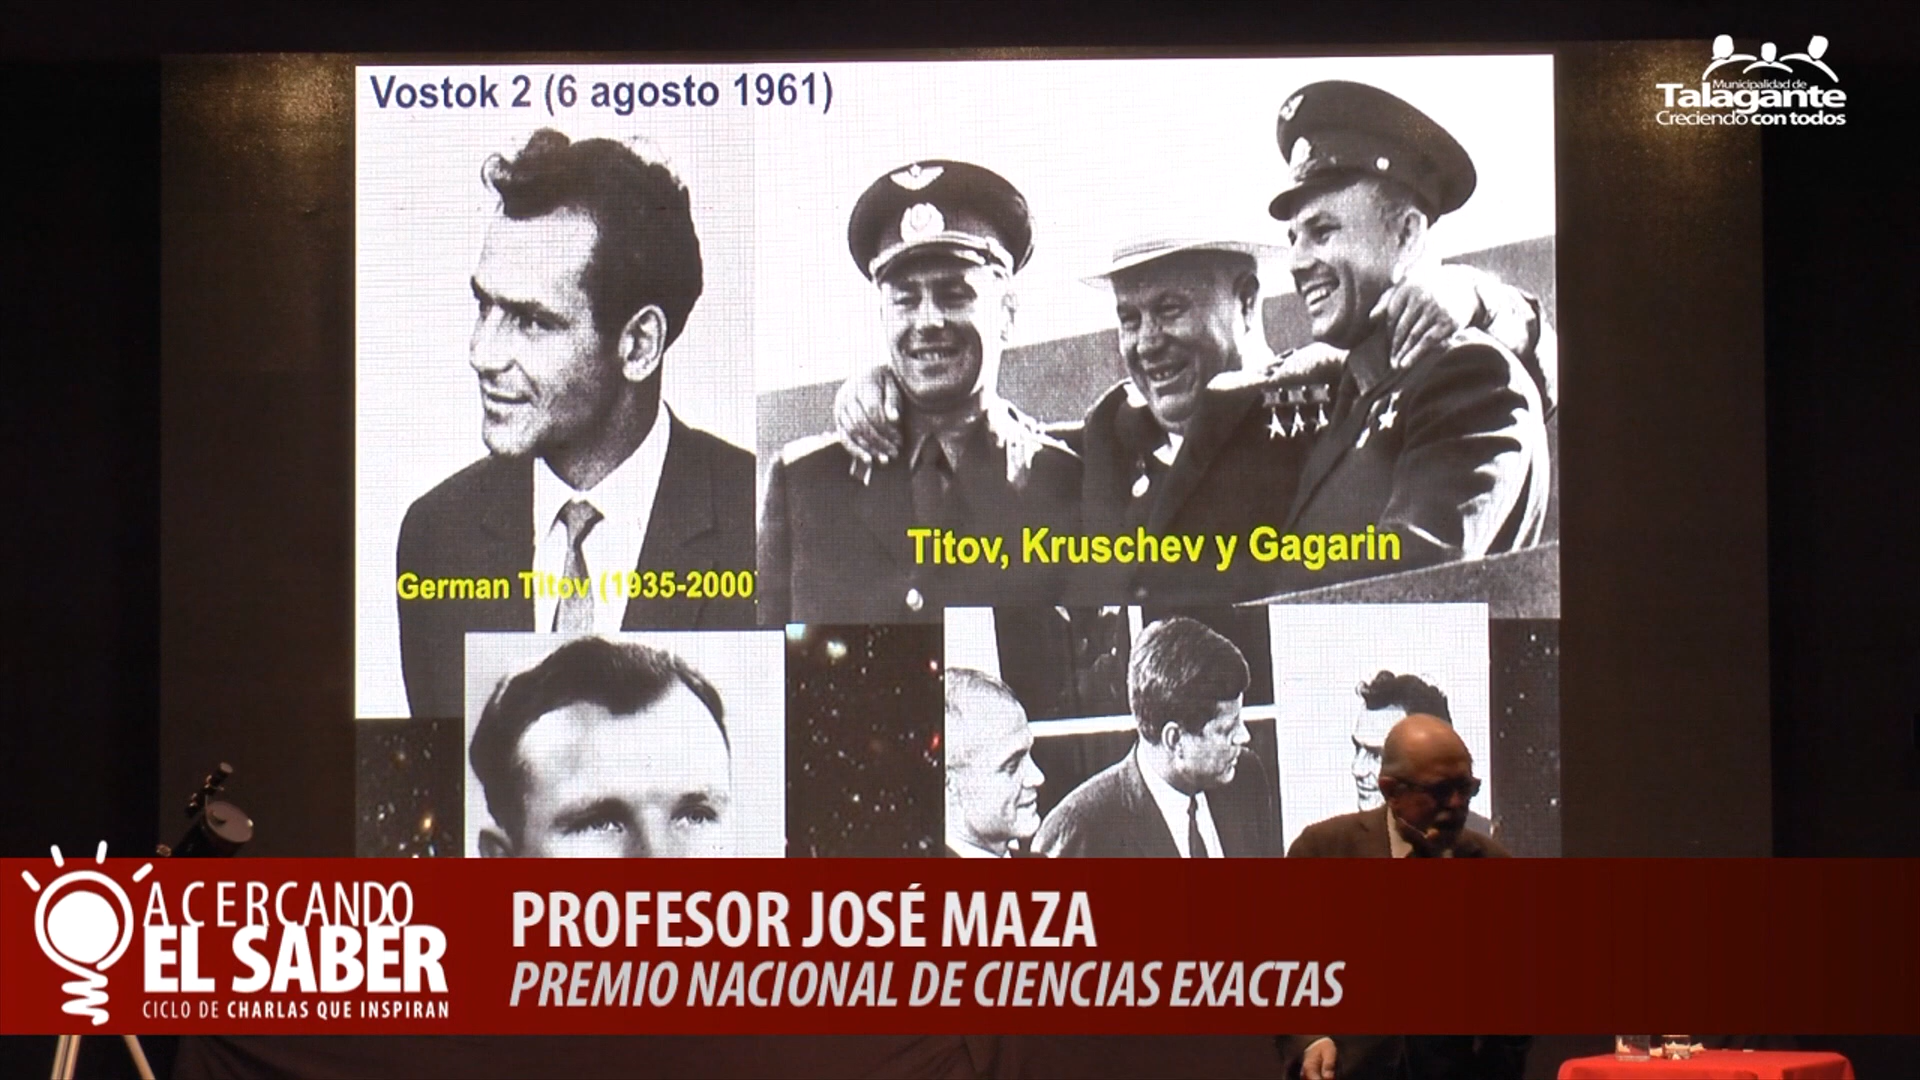 Vostok 2 (6 agosto 1961)
Municipalidad de
Talagante
Creciendo con todos
Titov, Kruschev y Gagarin
German Titov (1935-2000)
ACERCANDO
EL SABER
CICLO DE CHARLAS QUE INSPIRAN
PROFESOR JOSÉ MAZA
PREMIO NACIONAL DE CIENCIAS EXACTAS